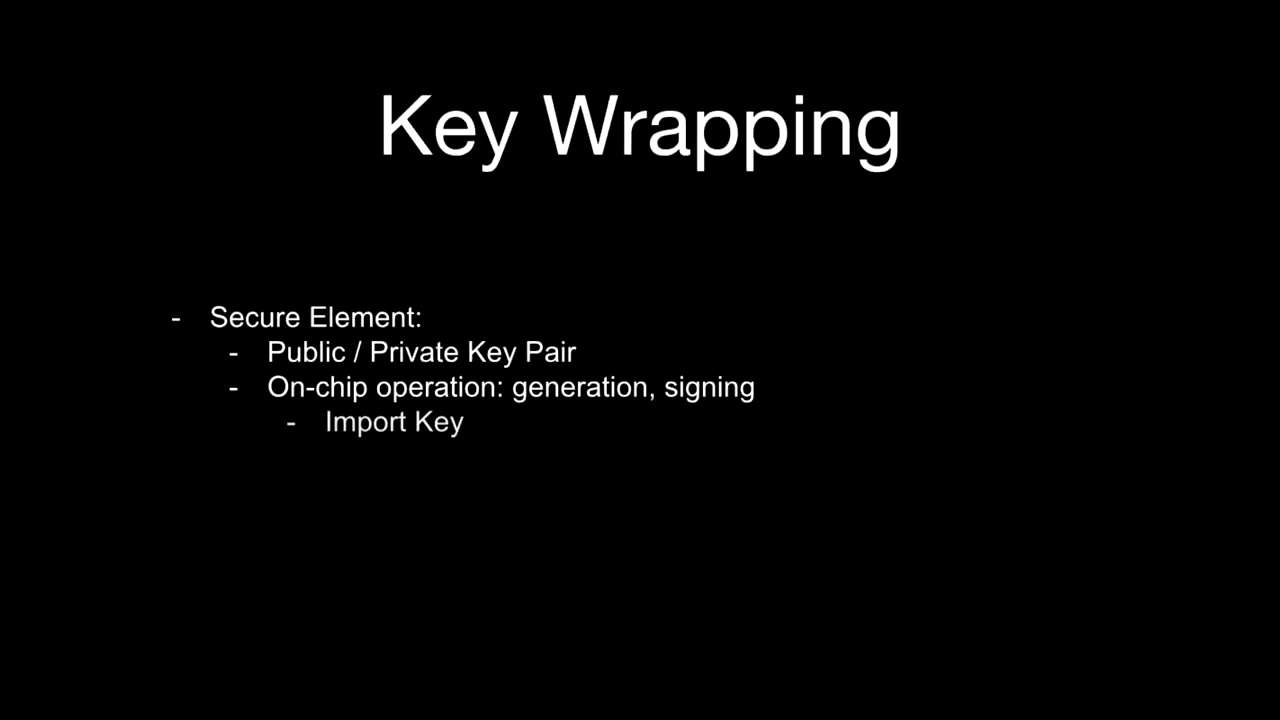 Key Wrapping
- Secure Element:
- Public / Private Key Pair
- On-chip operation: generation, signing
- Import Key